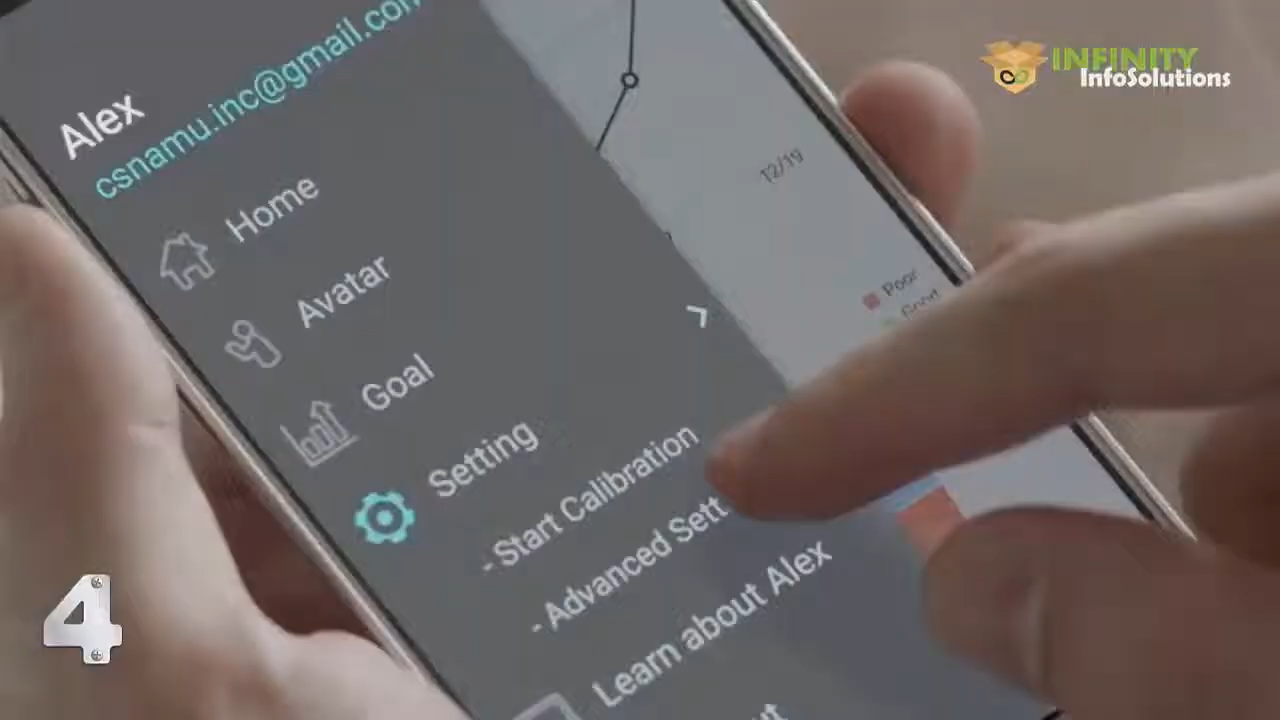 INFINITY
InfoSolutions
Alex
csnamu.inc@gmail.com
Home
12/19
Avatar
Poor
Good
Goal
Setting
- Start Calibration
- Advanced Sett
Learn about Alex
4